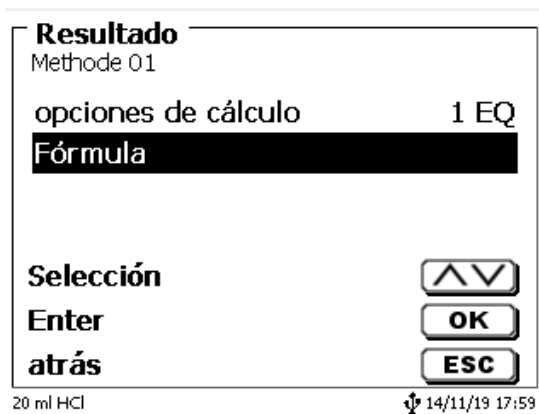 Resultado
Methode 01
opciones de cálculo 1 EQ
Fórmula
Selección
Enter OK
atrás ESC
20 ml HCl 14/11/19 17:59